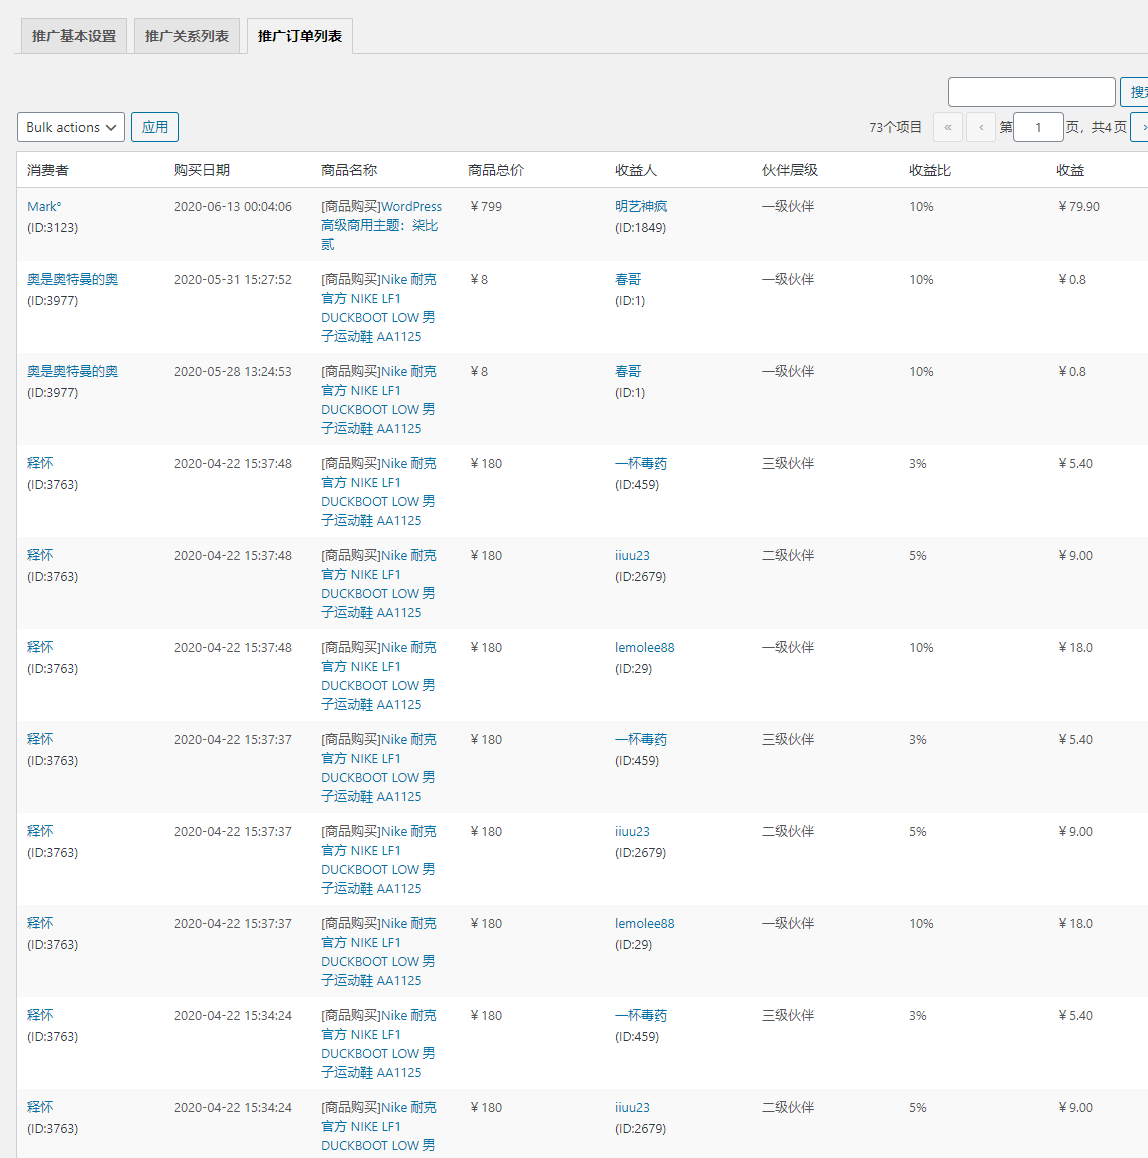 推广基本设置 推广关系列表 推广订单列表
搜
Bulk actions 应用 73个项目 « ‹ 第 1 页，共4页 ›
消费者 购买日期 商品名称 商品总价 收益人 伙伴层级 收益比 收益
Mark° 2020-06-13 00:04:06 [商品购买]WordPress ￥799 明艺神疯 一级伙伴 10% ￥79.90
(ID:3123) 高级商用主题：柒比 (ID:1849)
贰
奥是奥特曼的奥 2020-05-31 15:27:52 [商品购买]Nike 耐克 ￥8 春哥 一级伙伴 10% ￥0.8
(ID:3977) 官方 NIKE LF1 (ID:1)
DUCKBOOT LOW 男
子运动鞋 AA1125
奥是奥特曼的奥 2020-05-28 13:24:53 [商品购买]Nike 耐克 ￥8 春哥 一级伙伴 10% ￥0.8
(ID:3977) 官方 NIKE LF1 (ID:1)
DUCKBOOT LOW 男
子运动鞋 AA1125
释怀 2020-04-22 15:37:48 [商品购买]Nike 耐克 ￥180 一杯毒药 三级伙伴 3% ￥5.40
(ID:3763) 官方 NIKE LF1 (ID:459)
DUCKBOOT LOW 男
子运动鞋 AA1125
释怀 2020-04-22 15:37:48 [商品购买]Nike 耐克 ￥180 iiuu23 二级伙伴 5% ￥9.00
(ID:3763) 官方 NIKE LF1 (ID:2679)
DUCKBOOT LOW 男
子运动鞋 AA1125
释怀 2020-04-22 15:37:48 [商品购买]Nike 耐克 ￥180 lemolee88 一级伙伴 10% ￥18.0
(ID:3763) 官方 NIKE LF1 (ID:29)
DUCKBOOT LOW 男
子运动鞋 AA1125
释怀 2020-04-22 15:37:37 [商品购买]Nike 耐克 ￥180 一杯毒药 三级伙伴 3% ￥5.40
(ID:3763) 官方 NIKE LF1 (ID:459)
DUCKBOOT LOW 男
子运动鞋 AA1125
释怀 2020-04-22 15:37:37 [商品购买]Nike 耐克 ￥180 iiuu23 二级伙伴 5% ￥9.00
(ID:3763) 官方 NIKE LF1 (ID:2679)
DUCKBOOT LOW 男
子运动鞋 AA1125
释怀 2020-04-22 15:37:37 [商品购买]Nike 耐克 ￥180 lemolee88 一级伙伴 10% ￥18.0
(ID:3763) 官方 NIKE LF1 (ID:29)
DUCKBOOT LOW 男
子运动鞋 AA1125
释怀 2020-04-22 15:34:24 [商品购买]Nike 耐克 ￥180 一杯毒药 三级伙伴 3% ￥5.40
(ID:3763) 官方 NIKE LF1 (ID:459)
DUCKBOOT LOW 男
子运动鞋 AA1125
释怀 2020-04-22 15:34:24 [商品购买]Nike 耐克 ￥180 iiuu23 二级伙伴 5% ￥9.00
(ID:3763) 官方 NIKE LF1 (ID:2679)
DUCKBOOT LOW 男